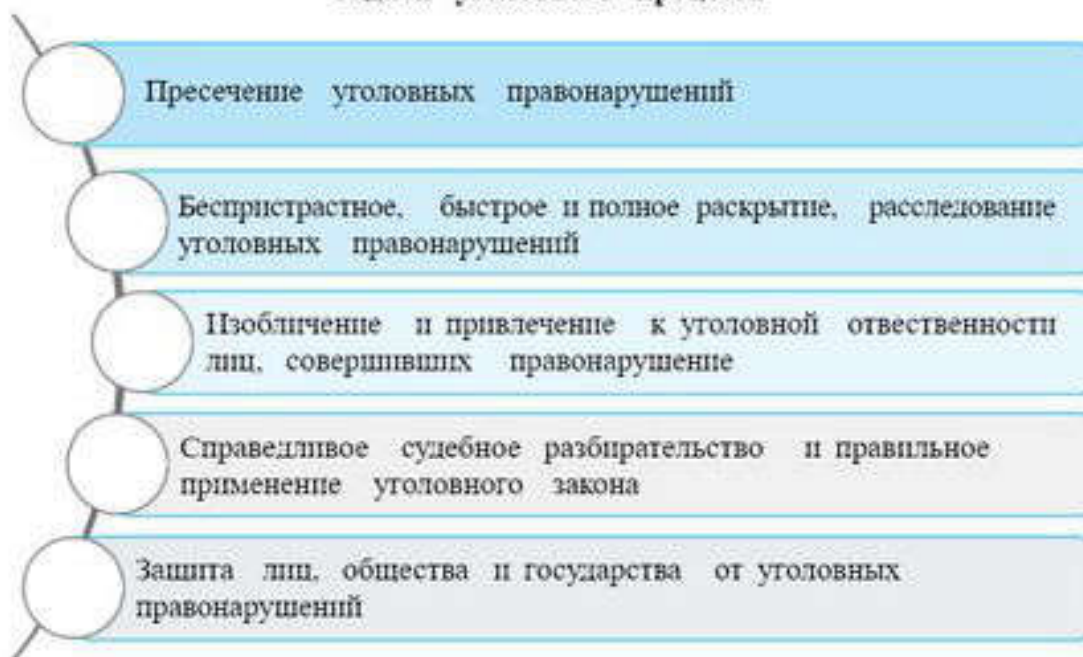 Пресечение уголовных правонарушений
Беспристрастное, быстрое и полное раскрытие, расследование
уголовных правонарушений
Изобличение и привлечение к уголовной отвественности
лиц, совершивших правонарушение
Справедливое судебное разбирательство и правильное
применение уголовного закона
Защита лиц, общества и государства от уголовных
правонарушений